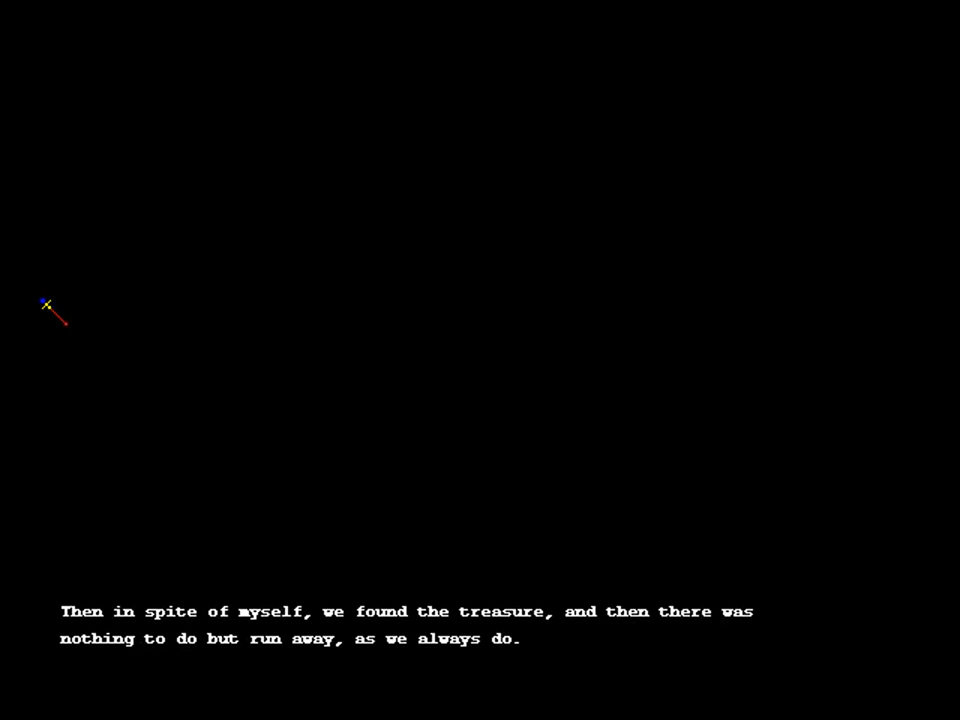 Then in spite of myself, we found the treasure, and then there was
nothing to do but run away, as we always do.